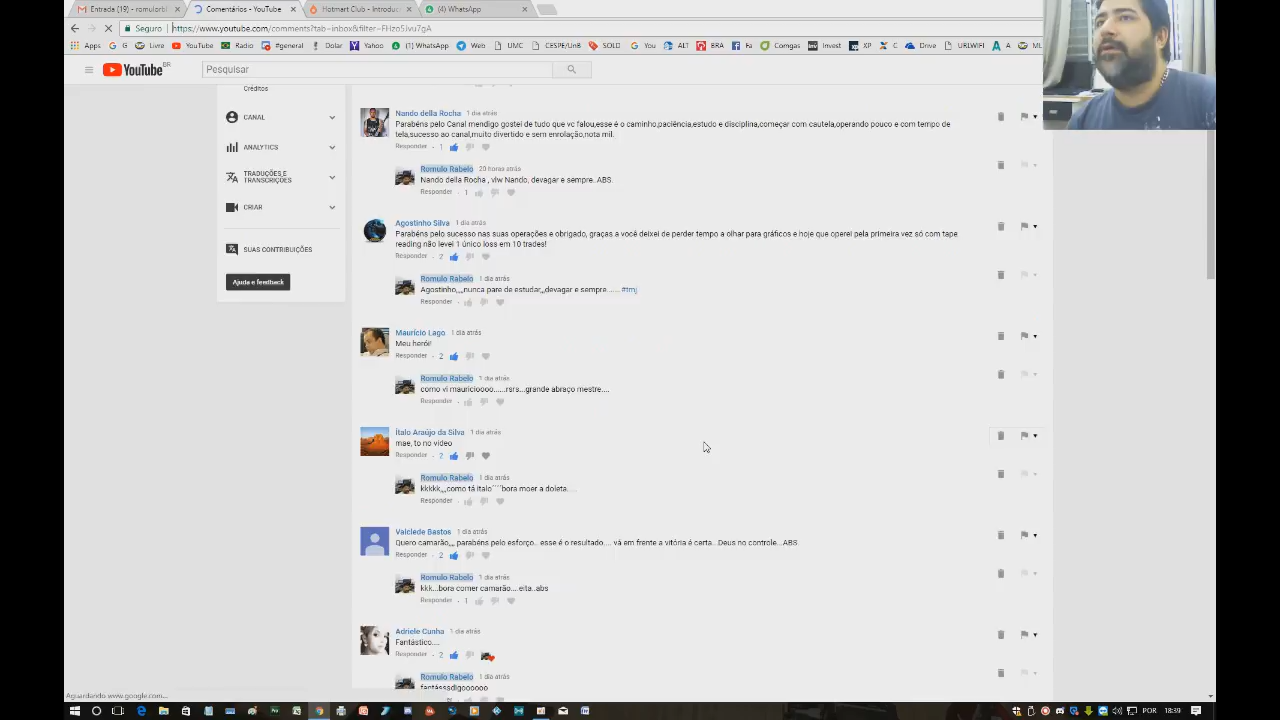 Entrada (19) - romulorbl
Comentários - YouTube
Hotmart Club - Introduc
(4) WhatsApp
Seguro
https://www.youtube.com/comments?tab=inbox&filter=
Apps
G
Live
YouTube
Radio
#general
Dolar
Yahoo
(1) WhatsApp
Web
UMC
CESPE/UnB
SOLD
You
ALT
BRA
Fa
Comgas
Invest
XP
C
Drive
URLWIFI
A
ML
YouTube BR
Pesquisar
Créditos
CANAL
ANALYTICS
TRADUÇÕES E
TRANSCRIÇÕES
CRIAR
SUAS CONTRIBUIÇÕES
Ajuda e feedback
Nando della Rocha 1 dia atrás
Parabéns pelo Canal mendigo gostei de tudo que vc falou,esse é o caminho,paciência,estudo e disciplina,começar com cautela,operando pouco e com tempo de
tela,sucesso ao canal,muito divertido e sem enrolação,nota mil.
Responder · 1
Romulo Rabelo 20 horas atrás
Nando della Rocha , vlw Nando, devagar e sempre..ABS.
Responder · 1
Agostinho Silva 1 dia atrás
Parabéns pelo sucesso nas suas operações e obrigado, graças a você deixei de perder tempo a olhar para gráficos e hoje que operei pela primeira vez só com tape
reading não levei 1 único loss em 10 trades!
Responder · 2
Romulo Rabelo 1 dia atrás
Agostinho,,,,nunca pare de estudar,,devagar e sempre...... #tmj
Responder ·
Maurício Lago 1 dia atrás
Meu herói!
Responder · 2
Romulo Rabelo 1 dia atrás
como vi mauricioooo......rsrs...grande abraço mestre....
Responder ·
Ítalo Araújo da Silva 1 dia atrás
mae, to no video
Responder · 2
Romulo Rabelo 1 dia atrás
kkkkk,,,como tá ítalo´´´´bora moer a doleta.....
Responder ·
Valclede Bastos 1 dia atrás
Quero camarão,,,, parabéns pelo esforço.. esse é o resultado.... vá em frente a vitória é certa...Deus no controle...ABS
Responder · 2
Romulo Rabelo 1 dia atrás
kkk...bora comer camarão....eita..abs
Responder · 1
Adriele Cunha 1 dia atrás
Fantástico....
Responder · 2
Romulo Rabelo 1 dia atrás
fantásssdigoooooo
Aguardando www.google.com...
POR 18:39